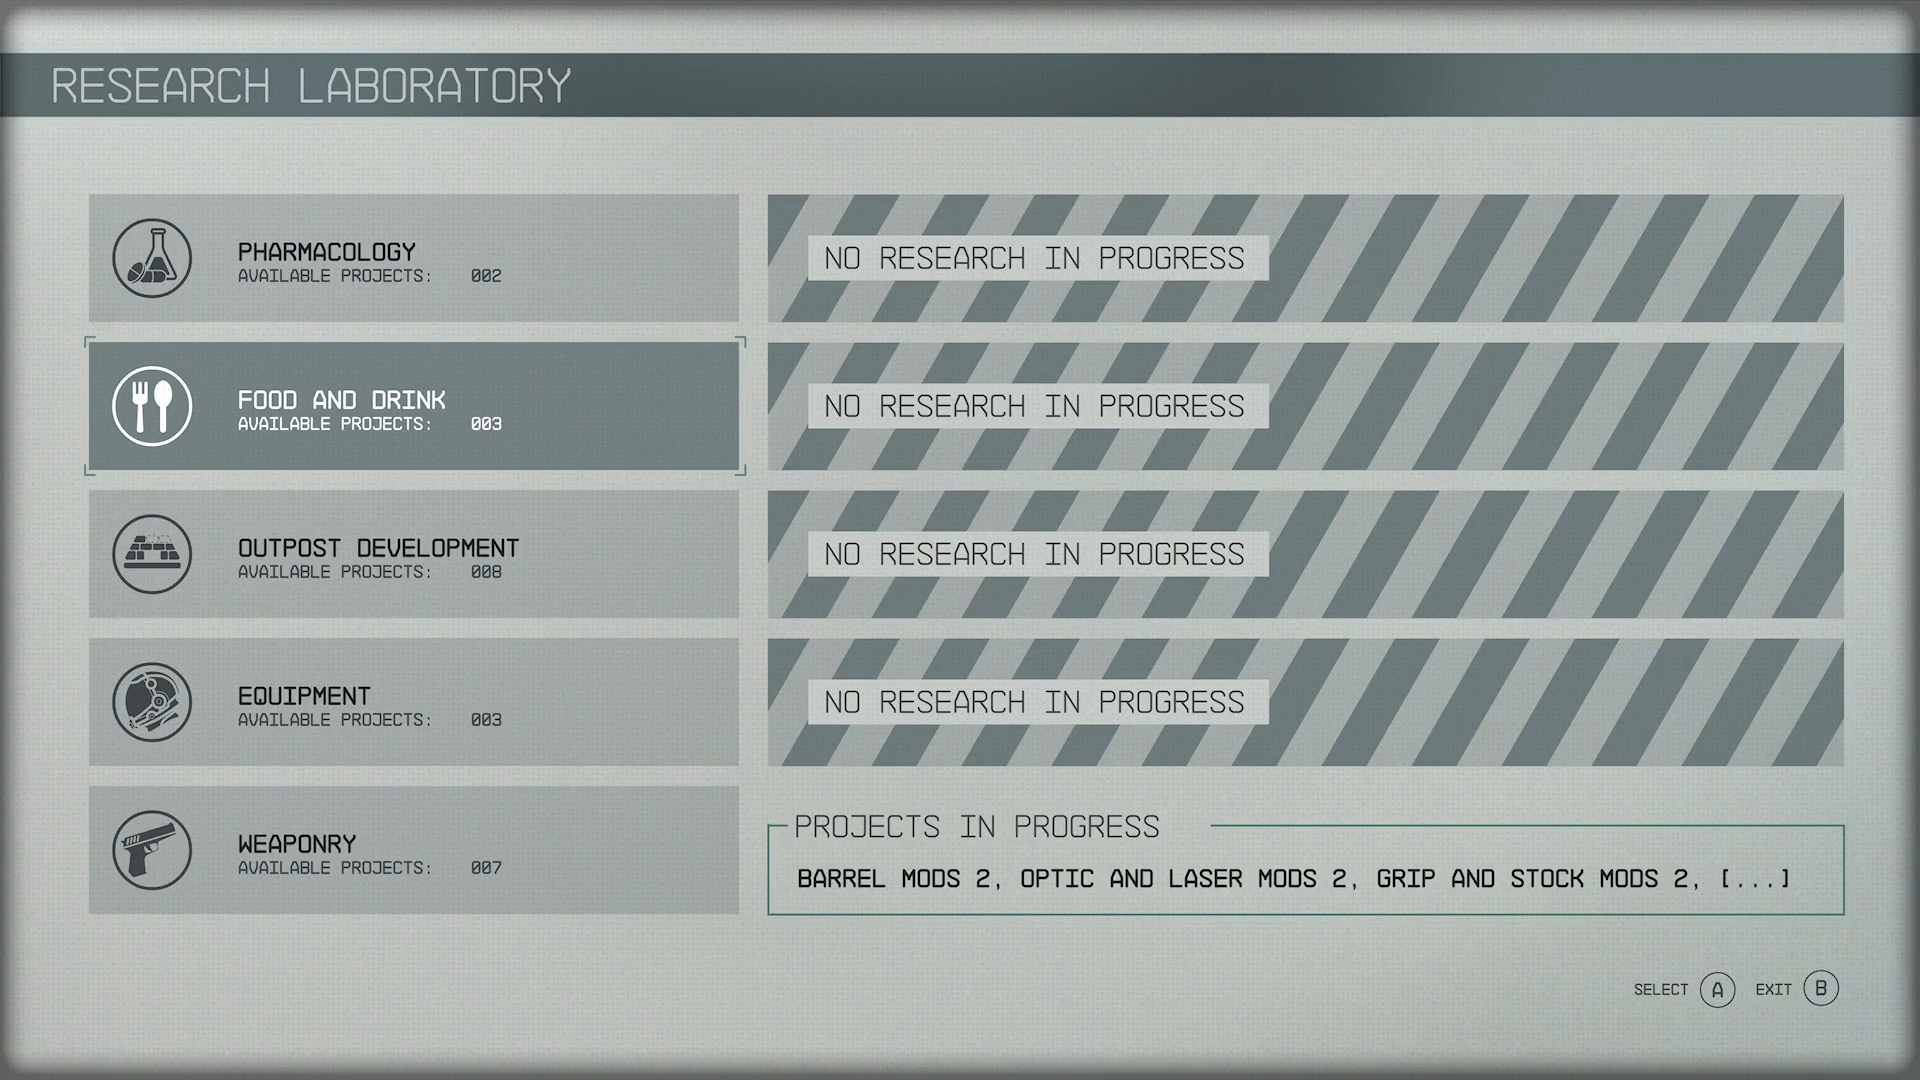 RESEARCH LABORATORY
PHARMACOLOGY
AVAILABLE PROJECTS: 002
NO RESEARCH IN PROGRESS
FOOD AND DRINK
AVAILABLE PROJECTS: 003
NO RESEARCH IN PROGRESS
OUTPOST DEVELOPMENT
AVAILABLE PROJECTS: 008
NO RESEARCH IN PROGRESS
EQUIPMENT
AVAILABLE PROJECTS: 003
NO RESEARCH IN PROGRESS
WEAPONRY
AVAILABLE PROJECTS: 007
PROJECTS IN PROGRESS
BARREL MODS 2, OPTIC AND LASER MODS 2, GRIP AND STOCK MODS 2, [...]
SELECT A EXIT B